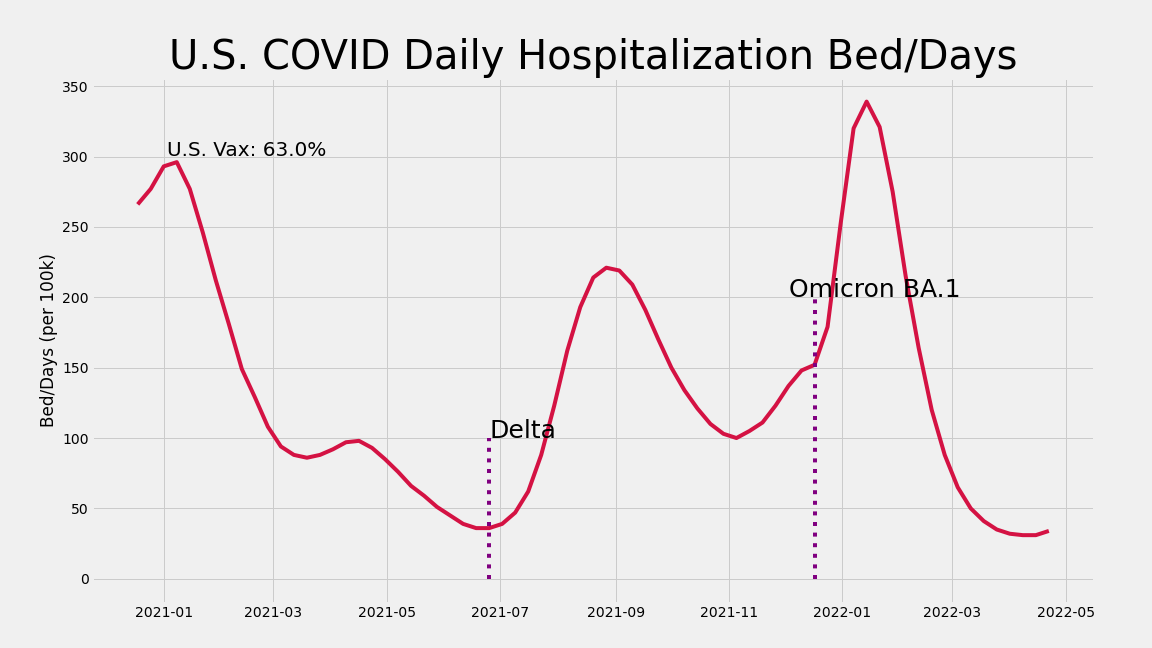 U.S. COVID Daily Hospitalization Bed/Days
350
U.S. Vax: 63.0%
300
250
Bed/Days (per 100k)
Omicron BA.1
200
150
Delta
100
50
0
2021-01 2021-03 2021-05 2021-07 2021-09 2021-11 2022-01 2022-03 2022-05